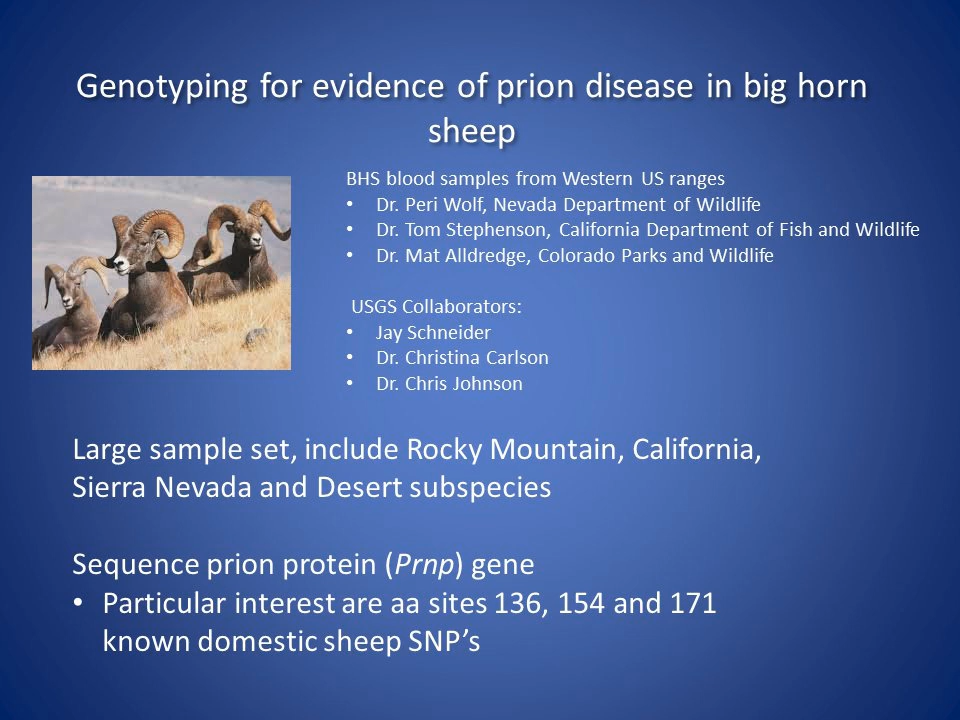 Genotyping for evidence of prion disease in big horn
sheep
BHS blood samples from Western US ranges
• Dr. Peri Wolf, Nevada Department of Wildlife
• Dr. Tom Stephenson, California Department of Fish and Wildlife
• Dr. Mat Alldredge, Colorado Parks and Wildlife
USGS Collaborators:
• Jay Schneider
• Dr. Christina Carlson
• Dr. Chris Johnson
Large sample set, include Rocky Mountain, California,
Sierra Nevada and Desert subspecies
Sequence prion protein (Prnp) gene
• Particular interest are aa sites 136, 154 and 171
known domestic sheep SNP’s